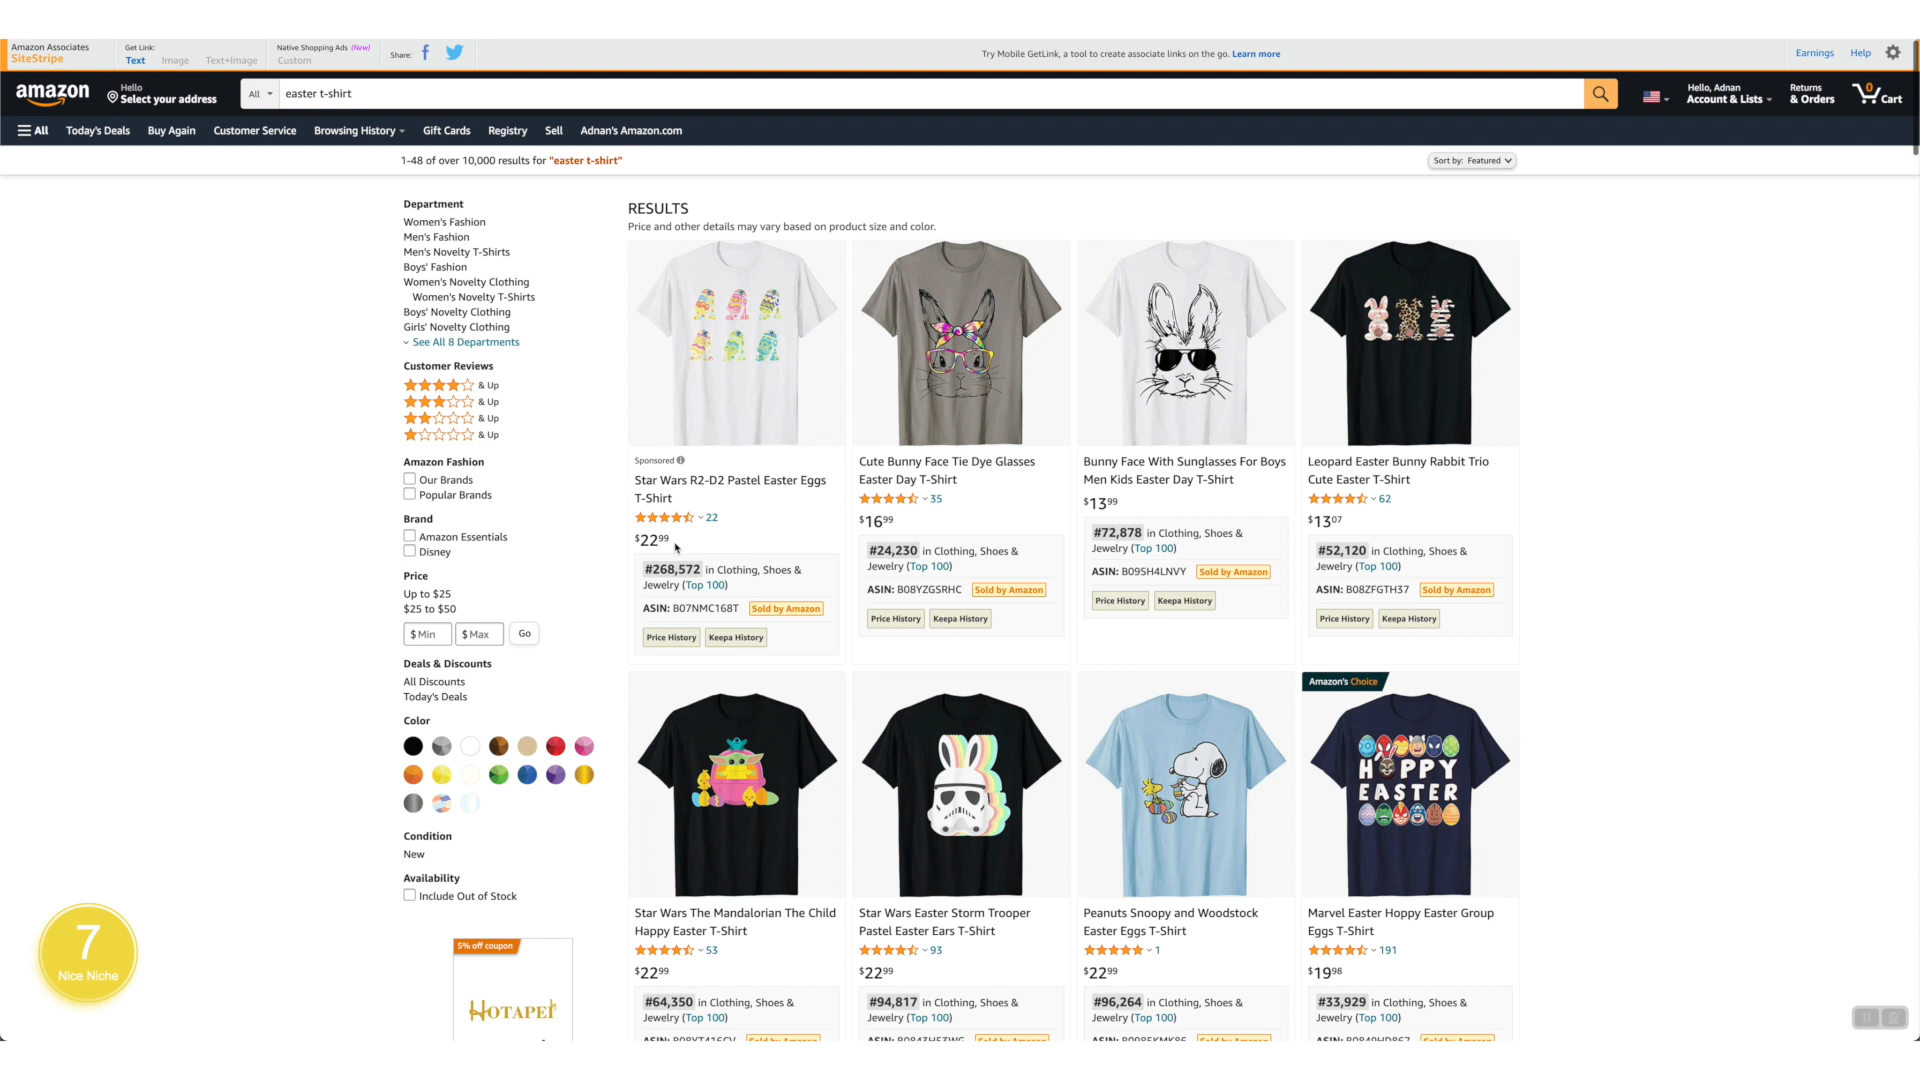 Amazon Associates
SiteStripe
Get Link:
Text Image Text+Image
Native Shopping Ads (New)
Custom
Share:
Try Mobile GetLink, a tool to create associate links on the go. Learn more
Earnings Help
amazon
Hello
Select your address
All
easter t-shirt
Hello, Adnan
Account & Lists
Returns
& Orders
0
Cart
All Today's Deals Buy Again Customer Service Browsing History Gift Cards Registry Sell Adnan's Amazon.com
1-48 of over 10,000 results for "easter t-shirt"
Sort by: Featured
Department
Women's Fashion
Men's Fashion
Men's Novelty T-Shirts
Boys' Fashion
Women's Novelty Clothing
Women's Novelty T-Shirts
Boys' Novelty Clothing
Girls' Novelty Clothing
See All 8 Departments
Customer Reviews
& Up
& Up
& Up
& Up
Amazon Fashion
Our Brands
Popular Brands
Brand
Amazon Essentials
Disney
Price
Up to $25
$25 to $50
$ Min $ Max Go
Deals & Discounts
All Discounts
Today's Deals
Color
Condition
New
Availability
Include Out of Stock
5% off coupon
HOTAPEI
7
Nice Niche
RESULTS
Price and other details may vary based on product size and color.
Sponsored
Star Wars R2-D2 Pastel Easter Eggs
T-Shirt
22
$22.99
#268,572 in Clothing, Shoes &
Jewelry (Top 100)
ASIN: B07NMC168T Sold by Amazon
Price History Keepa History
Cute Bunny Face Tie Dye Glasses
Easter Day T-Shirt
35
$16.99
#24,230 in Clothing, Shoes &
Jewelry (Top 100)
ASIN: B08YZGSRHC Sold by Amazon
Price History Keepa History
Bunny Face With Sunglasses For Boys
Men Kids Easter Day T-Shirt
$13.99
#72,878 in Clothing, Shoes &
Jewelry (Top 100)
ASIN: B09SH4LNVY Sold by Amazon
Price History Keepa History
Leopard Easter Bunny Rabbit Trio
Cute Easter T-Shirt
62
$13.07
#52,120 in Clothing, Shoes &
Jewelry (Top 100)
ASIN: B08ZFGTH37 Sold by Amazon
Price History Keepa History
Star Wars The Mandalorian The Child
Happy Easter T-Shirt
53
$22.99
#64,350 in Clothing, Shoes &
Jewelry (Top 100)
Star Wars Easter Storm Trooper
Pastel Easter Ears T-Shirt
93
$22.99
#94,817 in Clothing, Shoes &
Jewelry (Top 100)
Peanuts Snoopy and Woodstock
Easter Eggs T-Shirt
1
$22.99
#96,264 in Clothing, Shoes &
Jewelry (Top 100)
Amazon's Choice
HOPPY
EASTER
Marvel Easter Hoppy Easter Group
Eggs T-Shirt
191
$19.98
#33,929 in Clothing, Shoes &
Jewelry (Top 100)